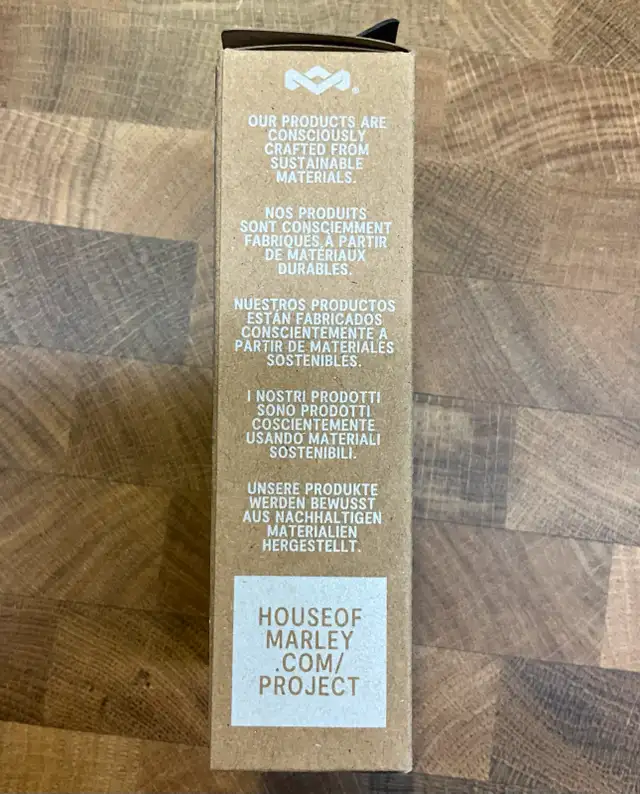 OUR PRODUCTS ARE
CONSCIOUSLY
CRAFTED FROM
SUSTAINABLE
MATERIALS.
NOS PRODUITS
SONT CONSCIEMMENT
FABRIQUÉS À PARTIR
DE MATÉRIAUX
DURABLES.
NUESTROS PRODUCTOS
ESTÁN FABRICADOS
CONSCIENTEMENTE A
PARTIR DE MATERIALES
SOSTENIBLES.
I NOSTRI PRODOTTI
SONO PRODOTTI
COSCIENTEMENTE
USANDO MATERIALI
SOSTENIBILI.
UNSERE PRODUKTE
WERDEN BEWUSST
AUS NACHHALTIGEN
MATERIALIEN
HERGESTELLT.
HOUSEOF
MARLEY
.COM/
PROJECT